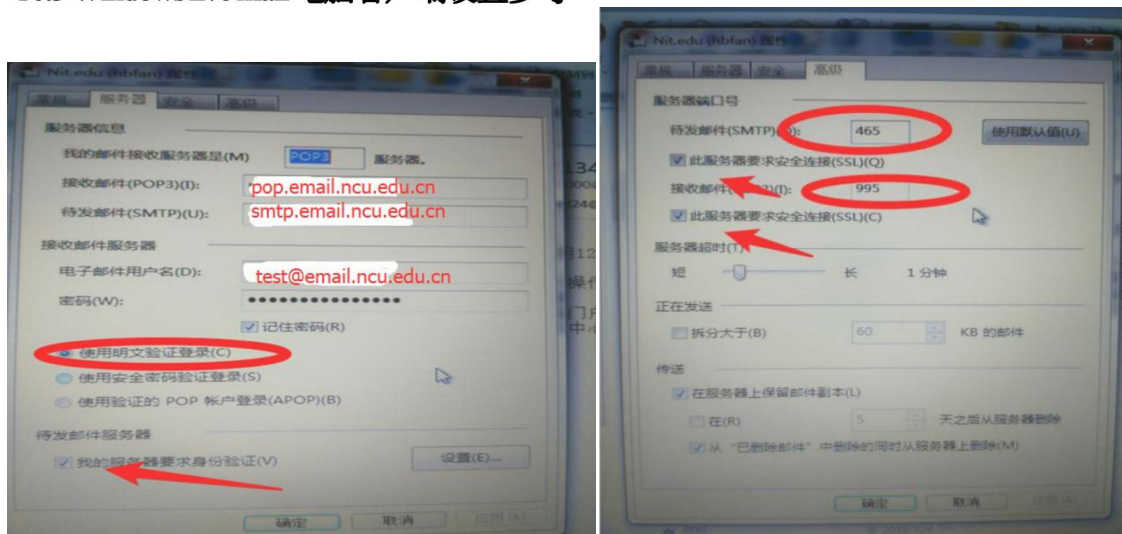 Nit.edu (hbfan) 属性
常规 服务器 安全 高级
服务器信息
我的邮件接收服务器是(M) POP3 服务器。
接收邮件(POP3)(I): pop.email.ncu.edu.cn
待发邮件(SMTP)(U): smtp.email.ncu.edu.cn
接收邮件服务器
电子邮件用户名(D): test@email.ncu.edu.cn
密码(W):
记住密码(R)
使用明文验证登录(C)
使用安全密码验证登录(S)
使用验证的 POP 帐户登录(APOP)(B)
待发邮件服务器
我的服务器要求身份验证(V) 设置(E)...
确定 取消 应用(A)
Nit.edu (hbfan) 属性
常规 服务器 安全 高级
服务器端口号
待发邮件(SMTP)(O): 465 使用默认值(U)
此服务器要求安全连接(SSL)(Q)
接收邮件 (I): 995
此服务器要求安全连接(SSL)(C)
服务器超时(T)
短 长 1 分钟
正在发送
拆分大于(B) 60 KB 的邮件
传送
在服务器上保留邮件副本(L)
在(R) 5 天之后从服务器删除
从“已删除邮件”中删除的同时从服务器上删除(M)
确定 取消 应用(A)